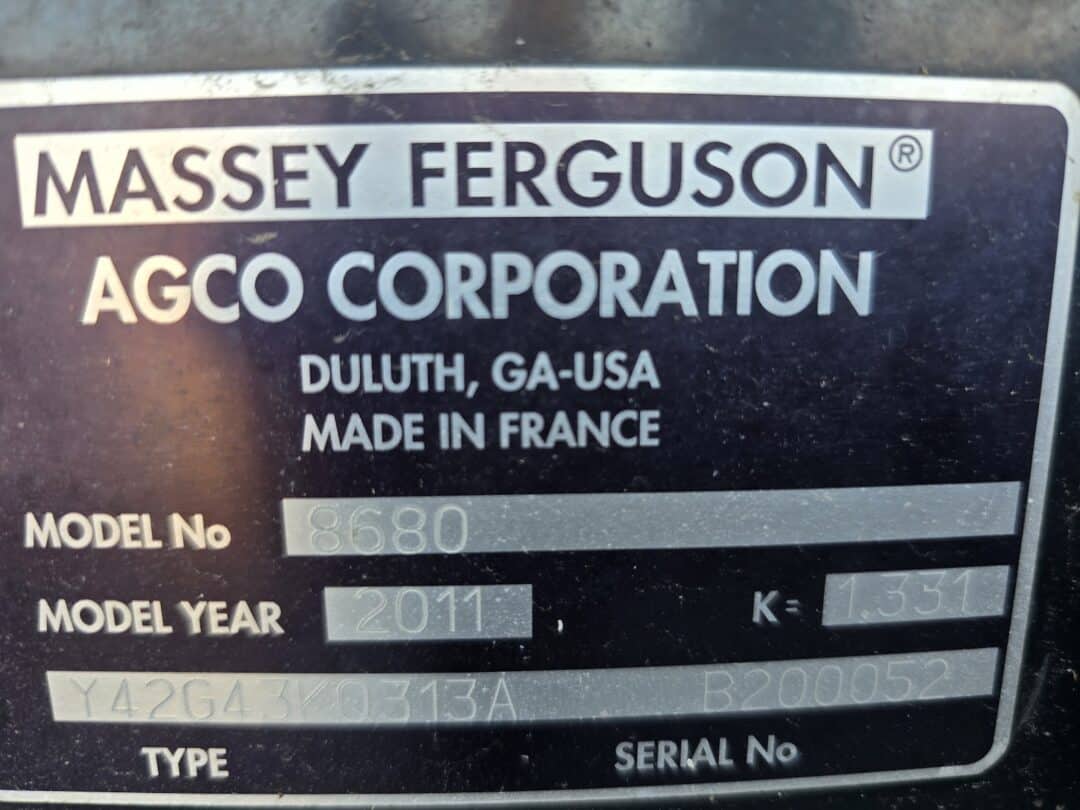 MASSEY FERGUSON®
AGCO CORPORATION
DULUTH, GA-USA
MADE IN FRANCE
MODEL No 8680
MODEL YEAR 2011 K= 1.331
Y42G43K0313A B200052
TYPE SERIAL No